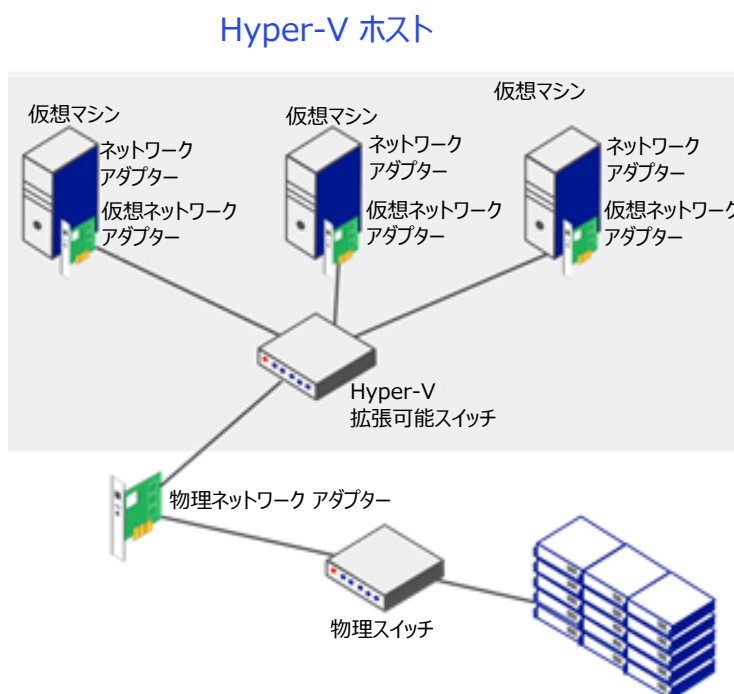 Hyper-V ホスト
仮想マシン
ネットワーク
アダプター
仮想ネットワーク
アダプター
仮想マシン
ネットワーク
アダプター
仮想ネットワーク
アダプター
仮想マシン
ネットワーク
アダプター
仮想ネットワーク
アダプター
Hyper-V
拡張可能スイッチ
物理ネットワーク アダプター
物理スイッチ